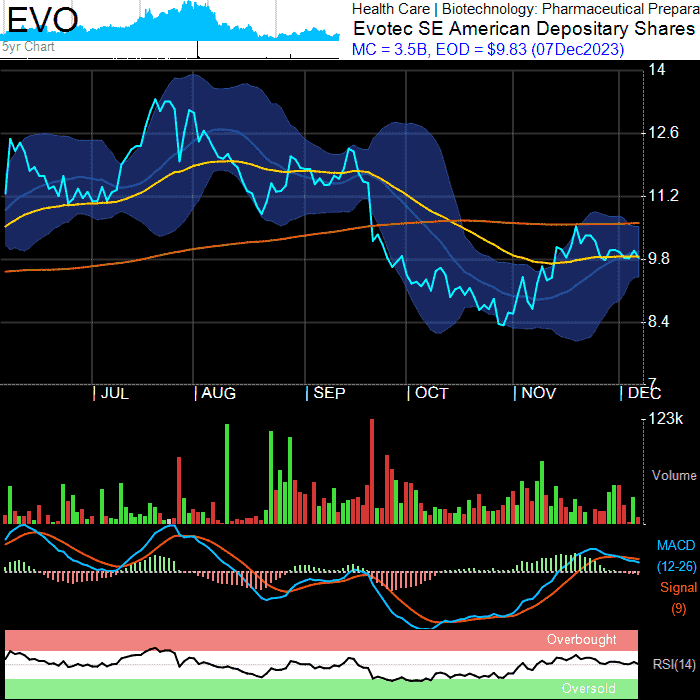 EVO
5yr Chart
Health Care | Biotechnology: Pharmaceutical Prepara
Evotec SE American Depositary Shares
MC = 3.5B, EOD = $9.83 (07Dec2023)
14
12.6
11.2
9.8
8.4
7
JUL AUG SEP OCT NOV DEC
123k
Volume
MACD
(12-26)
Signal
(9)
Overbought
RSI(14)
Oversold